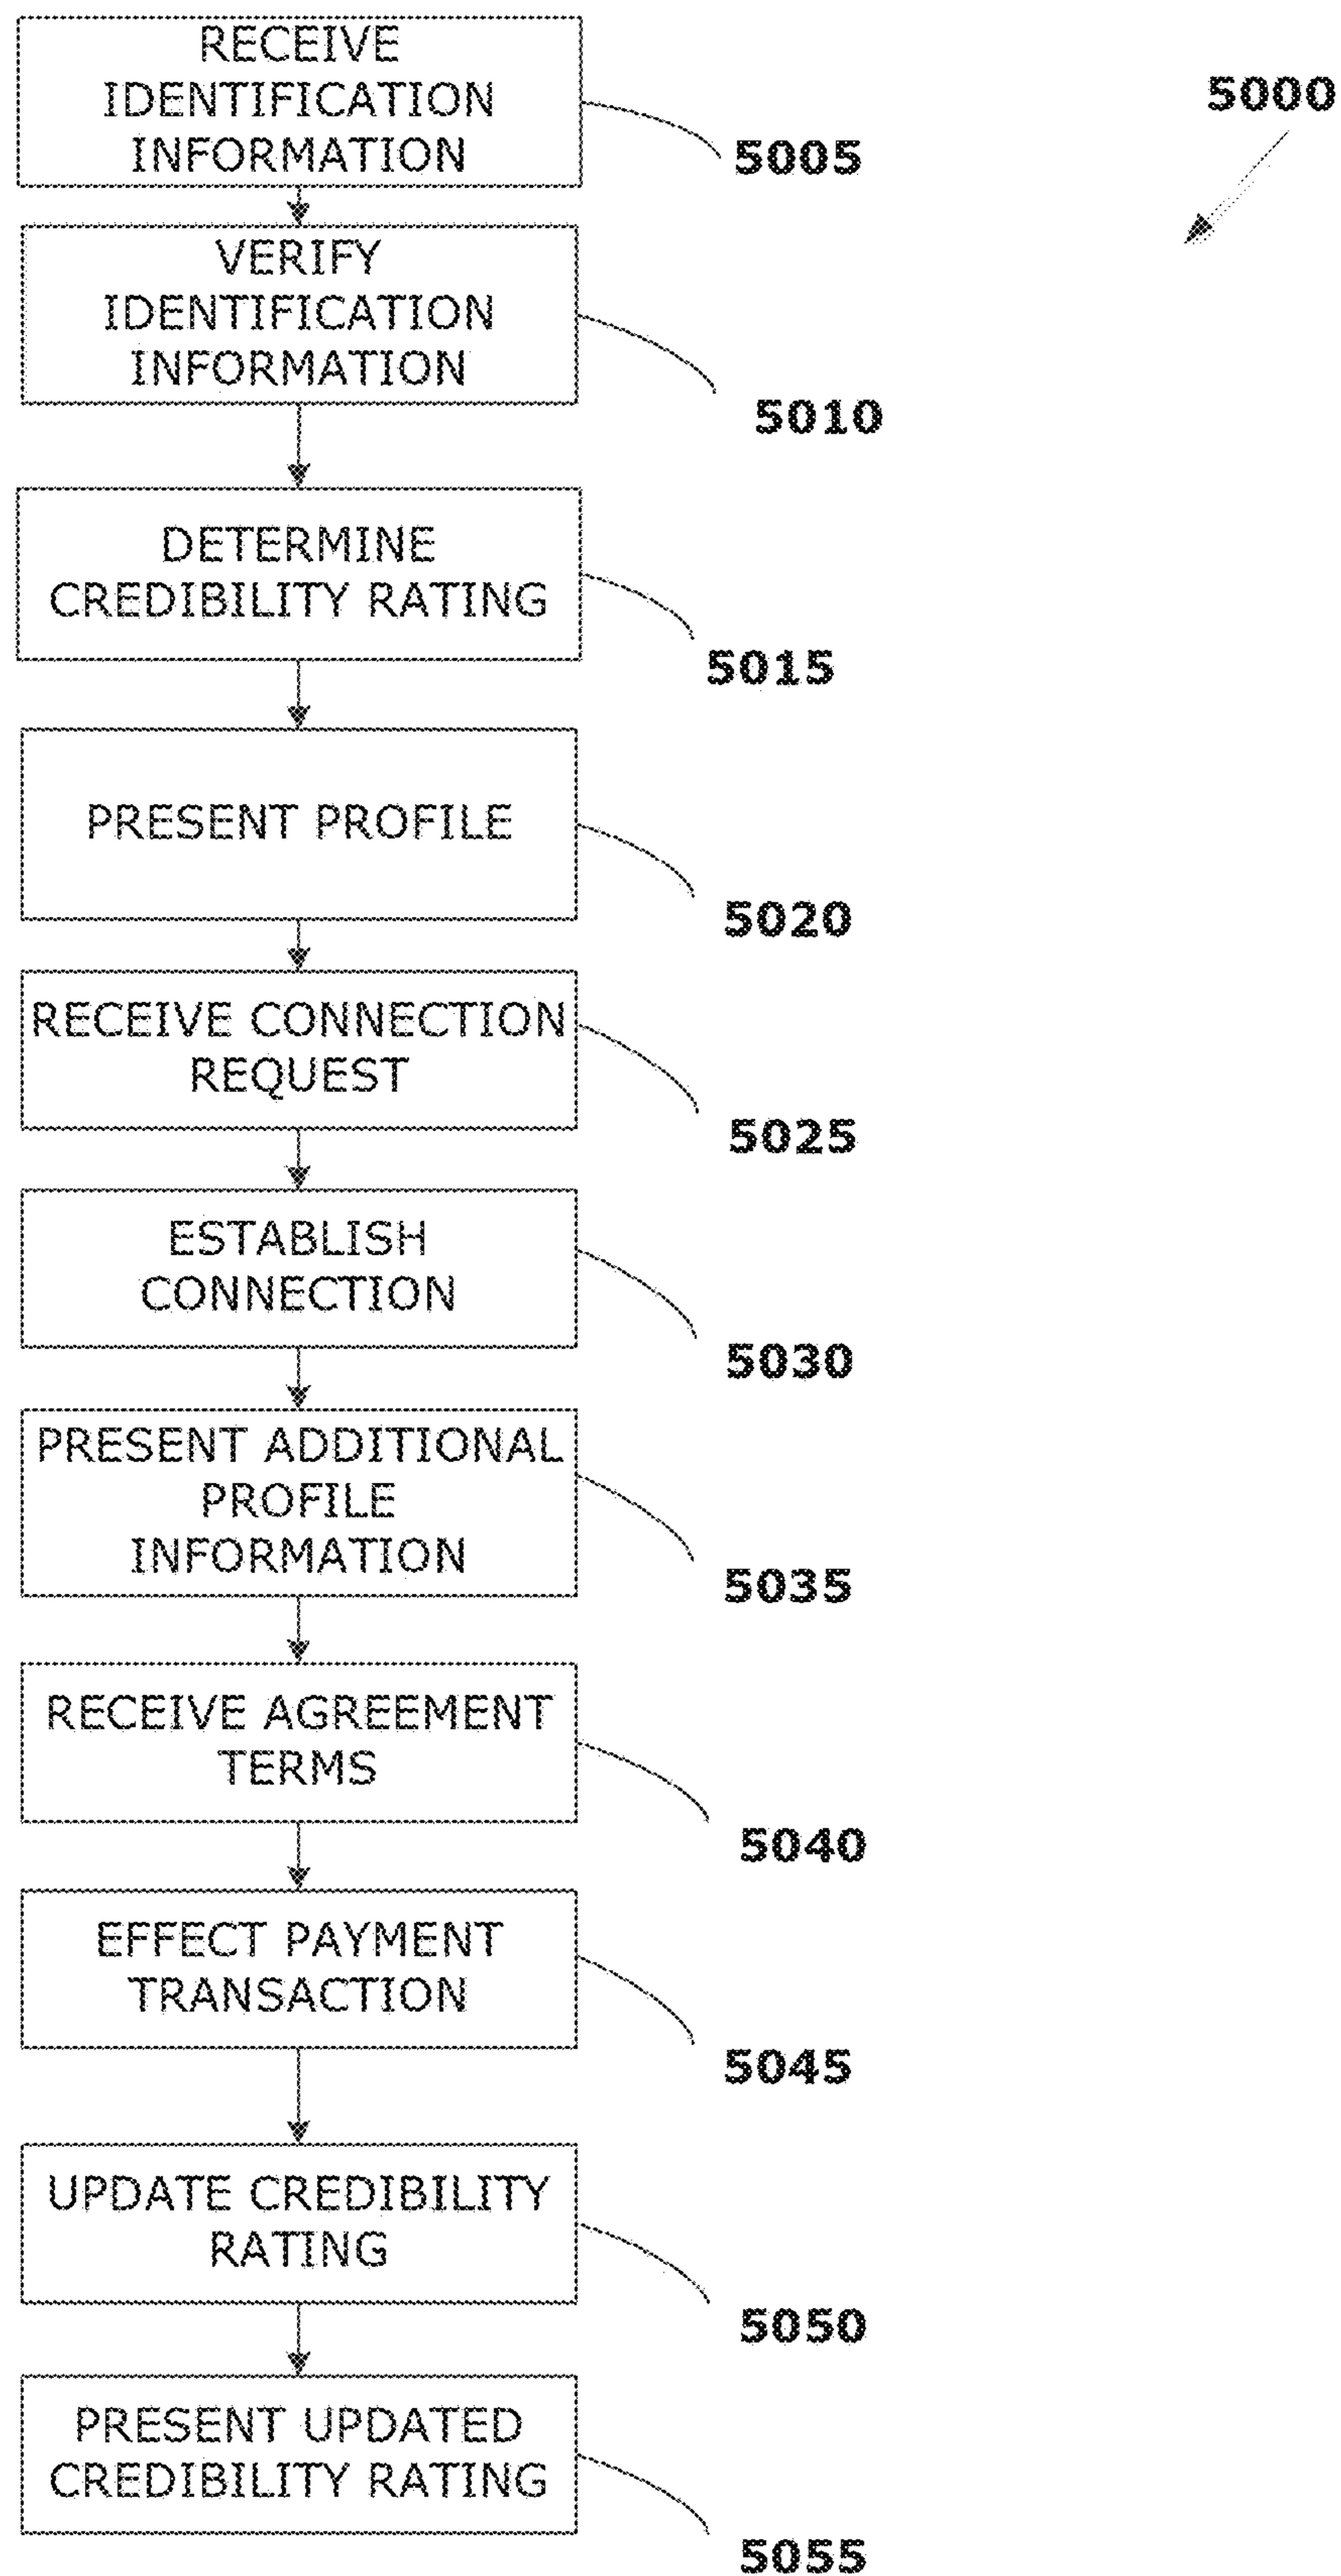 RECEIVE
IDENTIFICATION
INFORMATION
5000
5005
VERIFY
IDENTIFICATION
INFORMATION
5010
DETERMINE
CREDIBILITY RATING
5015
PRESENT PROFILE
5020
RECEIVE CONNECTION
REQUEST
5025
ESTABLISH
CONNECTION
5030
PRESENT ADDITIONAL
PROFILE
INFORMATION
5035
RECEIVE AGREEMENT
TERMS
5040
EFFECT PAYMENT
TRANSACTION
5045
UPDATE CREDIBILITY
RATING
5050
PRESENT UPDATED
CREDIBILITY RATING
5055